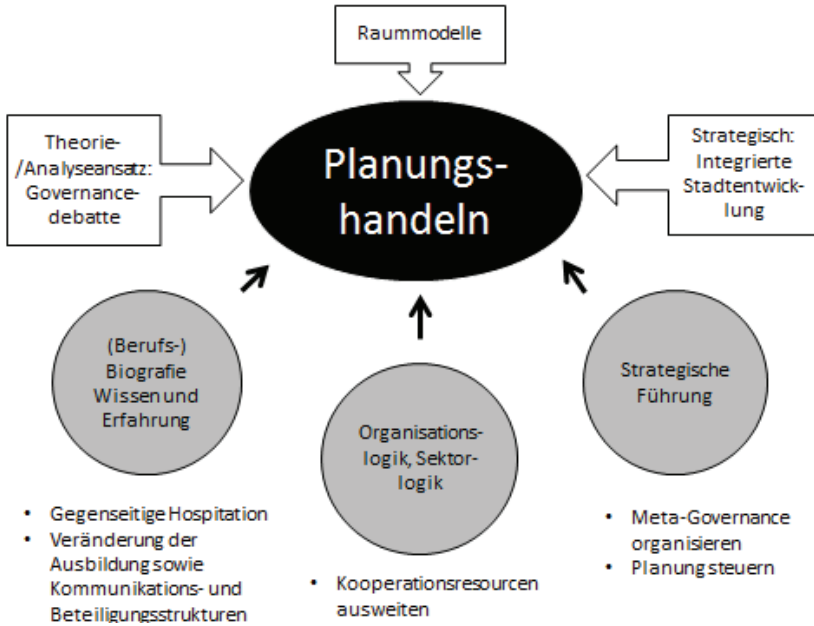 Raummodelle
Theorie-
/Analyseansatz:
Governance-
debatte
Planungs-
handeln
Strategisch:
Integrierte
Stadtentwick-
lung
(Berufs-)
Biografie
Wissen und
Erfahrung
Organisations-
logik, Sektor-
logik
Strategische
Führung
• Gegenseitige Hospitation
• Veränderung der
Ausbildung sowie
Kommunikations- und
Beteiligungsstrukturen
• Kooperationsresourcen
ausweiten
• Meta-Governance
organisieren
• Planung steuern